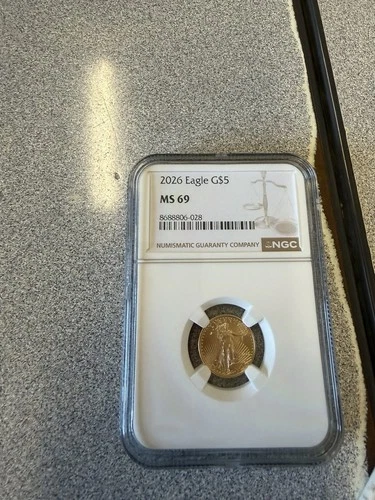 2026 Eagle G$5
MS 69
8688806-028
NUMISMATIC GUARANTY COMPANY NGC